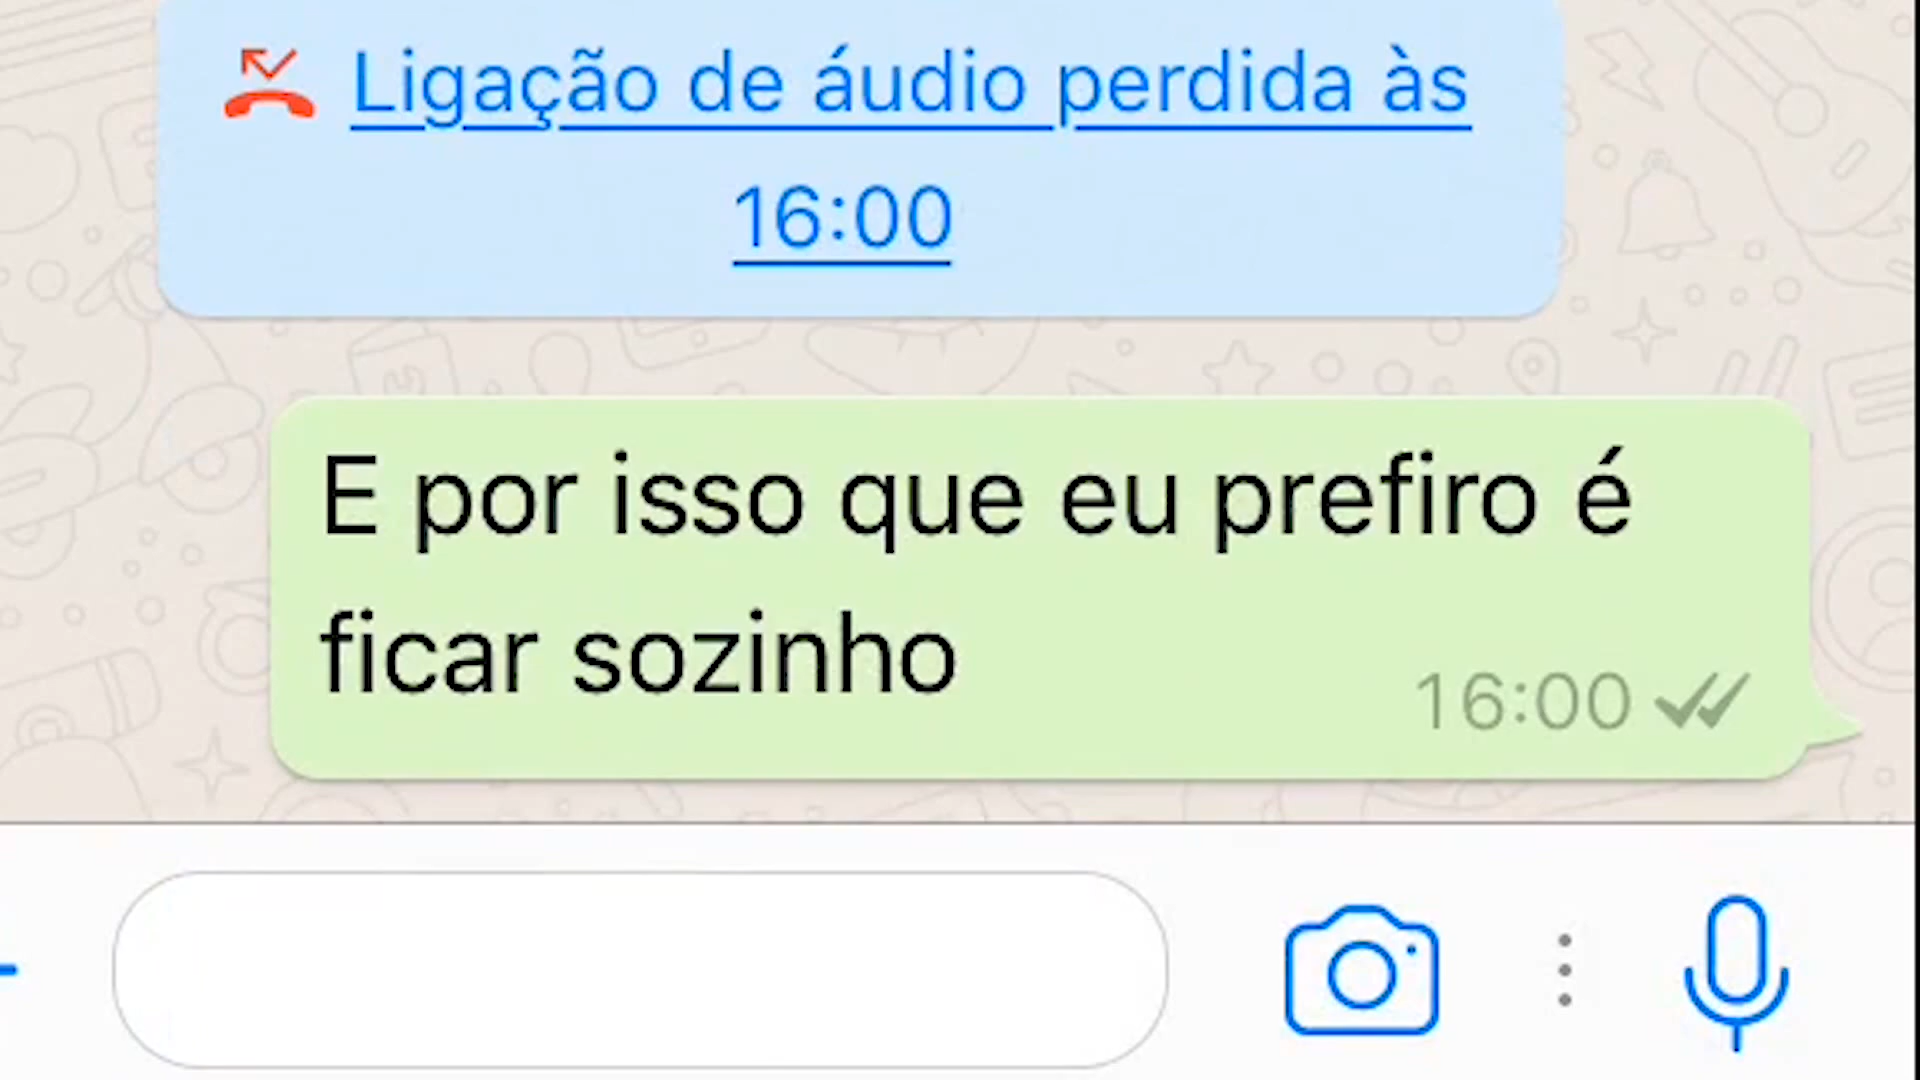 Ligação de áudio perdida às
16:00
E por isso que eu prefiro é
ficar sozinho
16:00